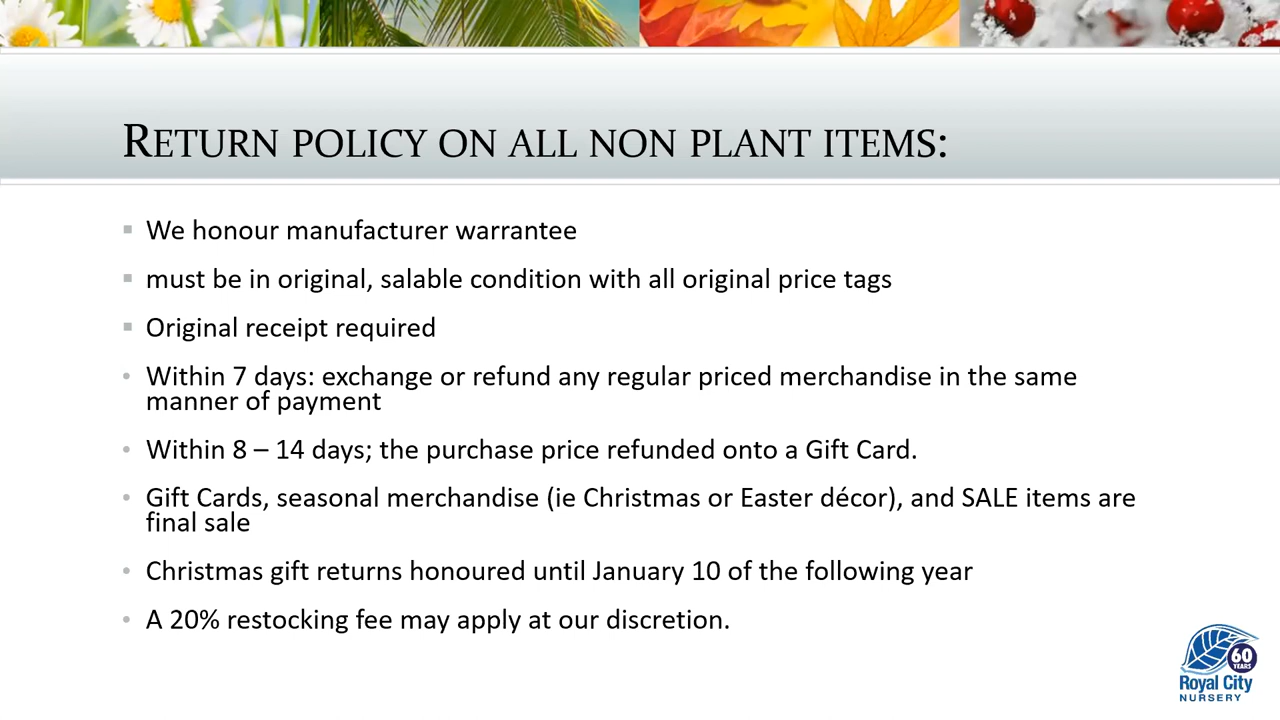 RETURN POLICY ON ALL NON PLANT ITEMS:
We honour manufacturer warrantee
must be in original, salable condition with all original price tags
Original receipt required
Within 7 days: exchange or refund any regular priced merchandise in the same
manner of payment
Within 8 – 14 days; the purchase price refunded onto a Gift Card.
Gift Cards, seasonal merchandise (ie Christmas or Easter décor), and SALE items are
final sale
Christmas gift returns honoured until January 10 of the following year
A 20% restocking fee may apply at our discretion.
60
YEARS
Royal City
NURSERY